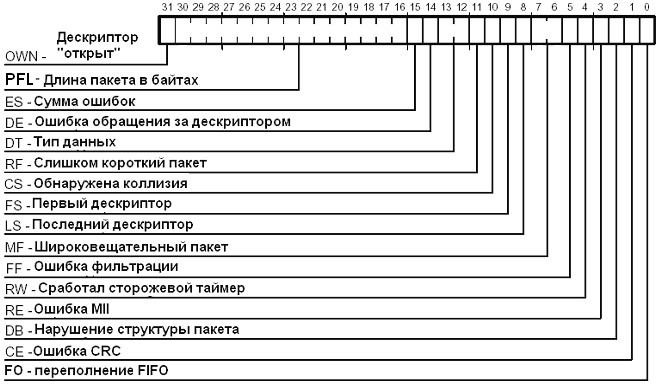 31 30 29 28 27 26 25 24 23 22 21 20 19 18 17 16 15 14 13 12 11 10 9 8 7 6 5 4 3 2 1 0
Дескриптор
OWN - "открыт"
PFL- Длина пакета в байтах
ES - Сумма ошибок
DE - Ошибка обращения за дескриптором
DT - Тип данных
RF - Слишком короткий пакет
CS - Обнаружена коллизия
FS - Первый дескриптор
LS - Последний дескриптор
MF - Широковещательный пакет
FF - Ошибка фильтрации
RW - Сработал сторожевой таймер
RE - Ошибка MII
DB - Нарушение структуры пакета
CE - Ошибка CRC
FO - переполнение FIFO